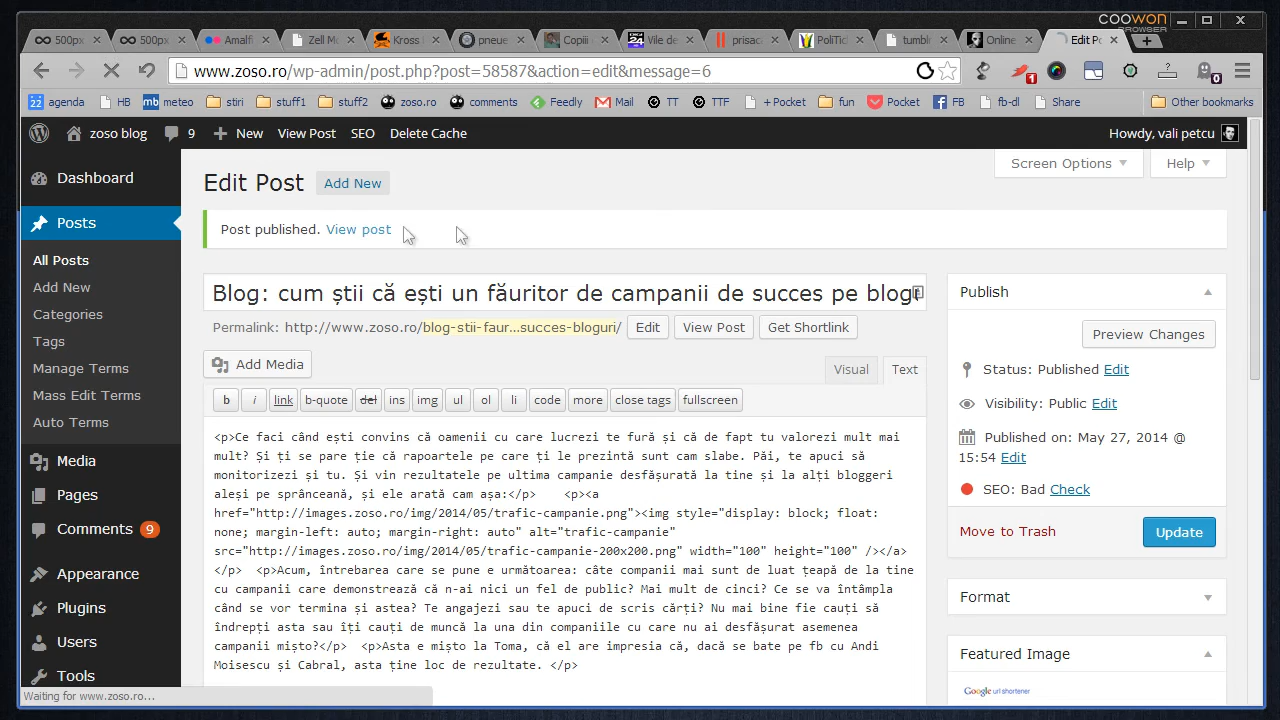 COOWON
BROWSER
500px
500px
Amalfi
Zell Mo
Kross
pneue
Copiii
Vile de
prisac
PoliTic
tumblr
Online
Edit Po
www.zoso.ro/wp-admin/post.php?post=58587&action=edit&message=6
1
0
22 agenda
HB
mb meteo
stiri
stuff1
stuff2
zoso.ro
comments
Feedly
Mail
TT
TTF
+Pocket
fun
Pocket
FB
fb-dl
Share
Other bookmarks
zoso blog
9
+ New
View Post
SEO
Delete Cache
Howdy, vali petcu
Dashboard
Posts
All Posts
Add New
Categories
Tags
Manage Terms
Mass Edit Terms
Auto Terms
Media
Pages
Comments 9
Appearance
Plugins
Users
Tools
Screen Options
Help
Edit Post
Add New
Post published. View post
Blog: cum știi că ești un făuritor de campanii de succes pe blogu
Permalink: http://www.zoso.ro/blog-stii-faur...succes-bloguri/
Edit
View Post
Get Shortlink
Add Media
Visual
Text
b
i
link
b-quote
del
ins
img
ul
ol
li
code
more
close tags
fullscreen
<p>Ce faci când ești convins că oamenii cu care lucrezi te fură și că de fapt tu valorezi mult mai
mult? Și ți se pare ție că rapoartele pe care ți le prezintă sunt cam slabe. Păi, te apuci să
monitorizezi și tu. Și vin rezultatele pe ultima campanie desfășurată la tine și la alți bloggeri
aleși pe sprânceană, și ele arată cam așa:</p> <p><a
href="http://images.zoso.ro/img/2014/05/trafic-campanie.png"><img style="display: block; float:
none; margin-left: auto; margin-right: auto" alt="trafic-campanie"
src="http://images.zoso.ro/img/2014/05/trafic-campanie-200x200.png" width="100" height="100" /></a>
</p> <p>Acum, întrebarea care se pune e următoarea: câte companii mai sunt de luat țeapă de la tine
cu campanii care demonstrează că n-ai nici un fel de public? Mai mult de cinci? Ce se va întâmpla
când se vor termina și astea? Te angajezi sau te apuci de scris cărți? Nu mai bine fie cauți să
îndrepți asta sau îți cauți de muncă la una din companiile cu care nu ai desfășurat asemenea
campanii mișto?</p> <p>Asta e mișto la Toma, că el are impresia că, dacă se bate pe fb cu Andi
Moisescu și Cabral, asta ține loc de rezultate. </p>
Publish
Preview Changes
Status: Published Edit
Visibility: Public Edit
Published on: May 27, 2014 @
15:54 Edit
SEO: Bad Check
Move to Trash
Update
Format
Featured Image
Google url shortener
Waiting for www.zoso.ro...